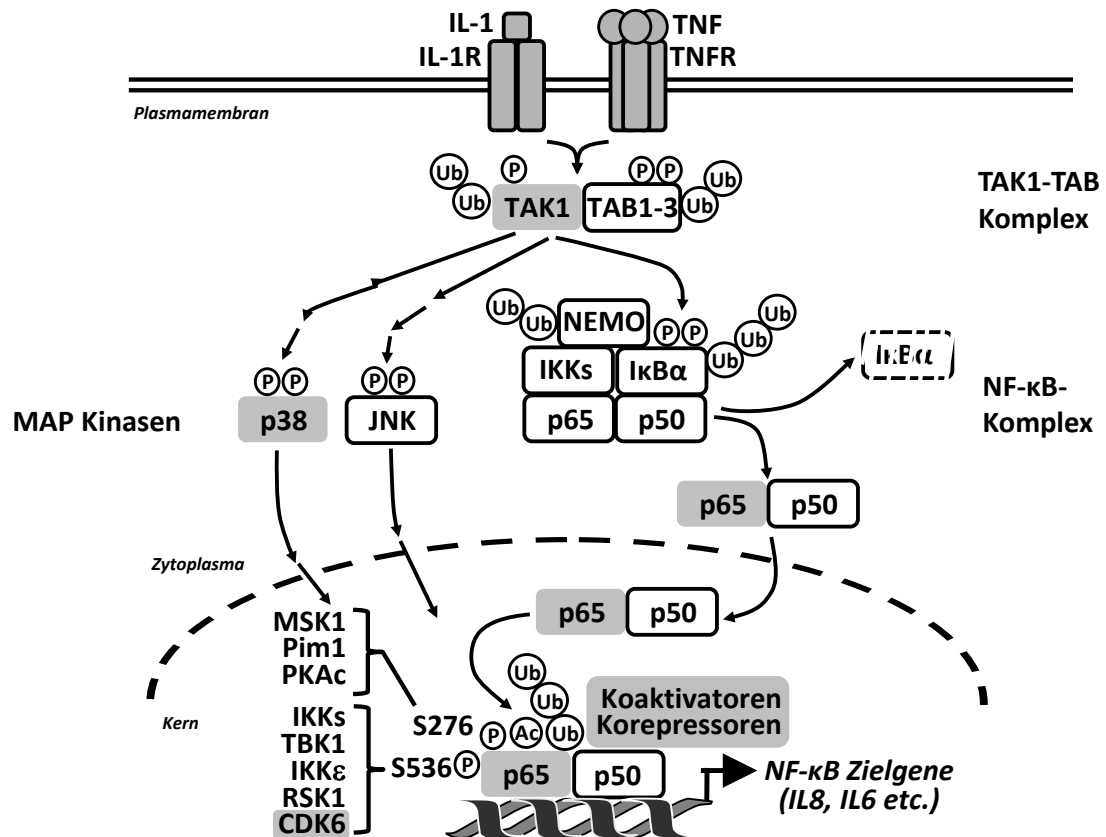 IL-1
TNF
IL-1R
TNFR
Plasmamembran
Ub
P
P P
Ub
Ub
TAK1
TAB1-3
Ub
TAK1-TAB
Komplex
Ub
Ub
NEMO
P P
Ub
Ub
Ub
IκBα
P P
P P
IKKs
IκBα
MAP Kinasen
p38
JNK
p65
p50
NF-κB-
Komplex
p65
p50
Zytoplasma
p65
p50
MSK1
Pim1
PKAc
Kern
Ub
Ub
Koaktivatoren
Korepressoren
S276
P
Ac
Ub
IKKs
TBK1
IKKε
RSK1
CDK6
S536
P
p65
p50
NF-κB Zielgene
(IL8, IL6 etc.)